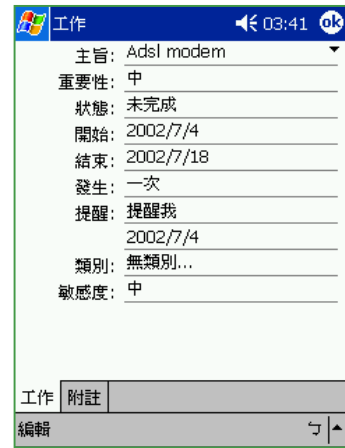 工作 03:41 ok
主旨: Adsl modem
重要性: 中
狀態: 未完成
開始: 2002/7/4
結束: 2002/7/18
發生: 一次
提醒: 提醒我
2002/7/4
類別: 無類別...
敏感度: 中
工作 附註
編輯 ㄅ